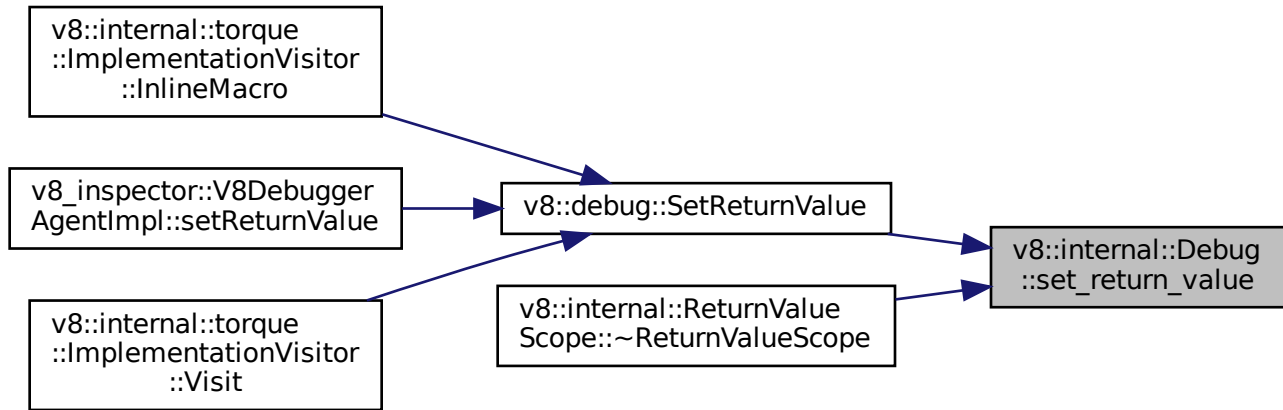 v8::internal::torque
::ImplementationVisitor
::InlineMacro
v8_inspector::V8Debugger
AgentImpl::setReturnValue
v8::internal::torque
::ImplementationVisitor
::Visit
v8::debug::SetReturnValue
v8::internal::ReturnValue
Scope::~ReturnValueScope
v8::internal::Debug
::set_return_value